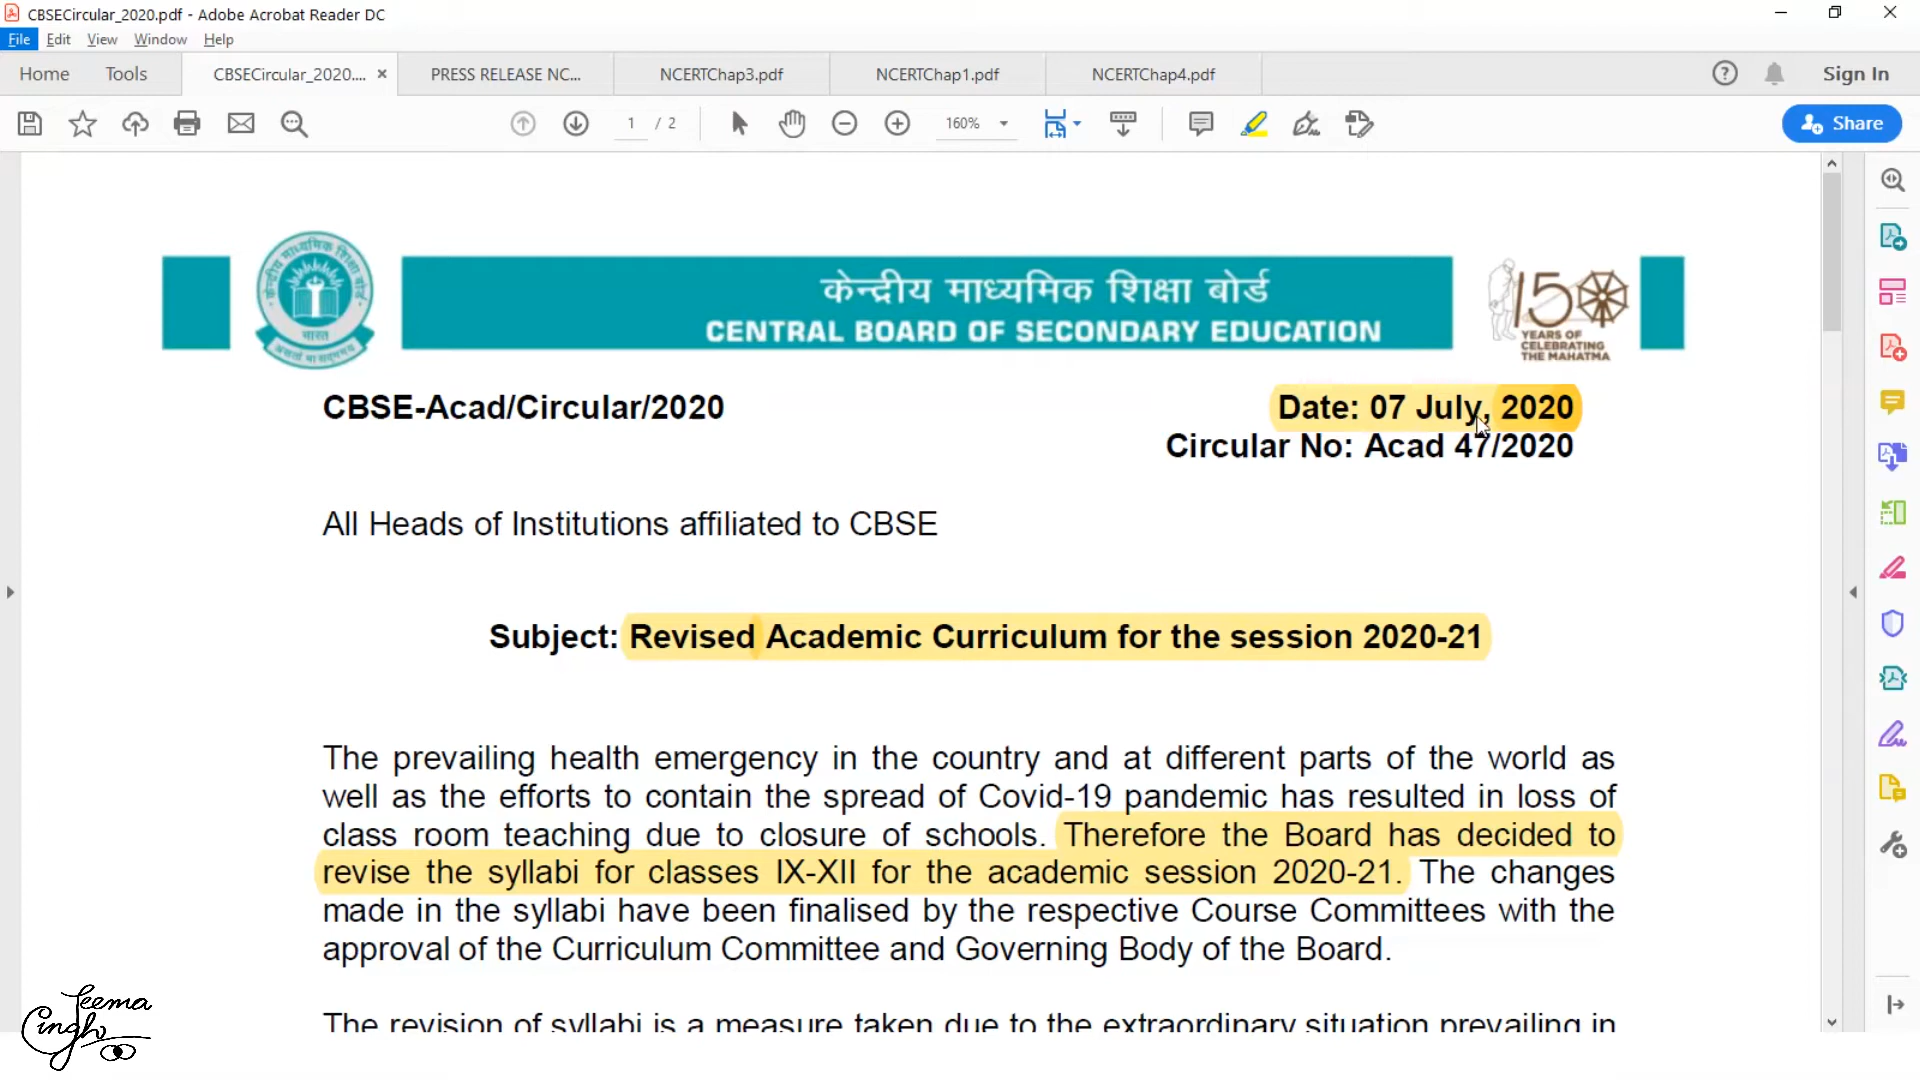 CBSECircular_2020.pdf - Adobe Acrobat Reader DC
File Edit View Window Help
Home Tools CBSECircular_2020.... × PRESS RELEASE NC... NCERTChap3.pdf NCERTChap1.pdf NCERTChap4.pdf Sign In
1 / 2 160% Share
केन्द्रीय माध्यमिक शिक्षा बोर्ड
CENTRAL BOARD OF SECONDARY EDUCATION
केन्द्रीय माध्यमिक शिक्षा बोर्ड
भारत
असतो मा सद्गमय
150
YEARS OF
CELEBRATING
THE MAHATMA
CBSE-Acad/Circular/2020 Date: 07 July, 2020
Circular No: Acad 47/2020
All Heads of Institutions affiliated to CBSE
Subject: Revised Academic Curriculum for the session 2020-21
The prevailing health emergency in the country and at different parts of the world as
well as the efforts to contain the spread of Covid-19 pandemic has resulted in loss of
class room teaching due to closure of schools. Therefore the Board has decided to
revise the syllabi for classes IX-XII for the academic session 2020-21. The changes
made in the syllabi have been finalised by the respective Course Committees with the
approval of the Curriculum Committee and Governing Body of the Board.
The revision of syllabi is a measure taken due to the extraordinary situation prevailing in